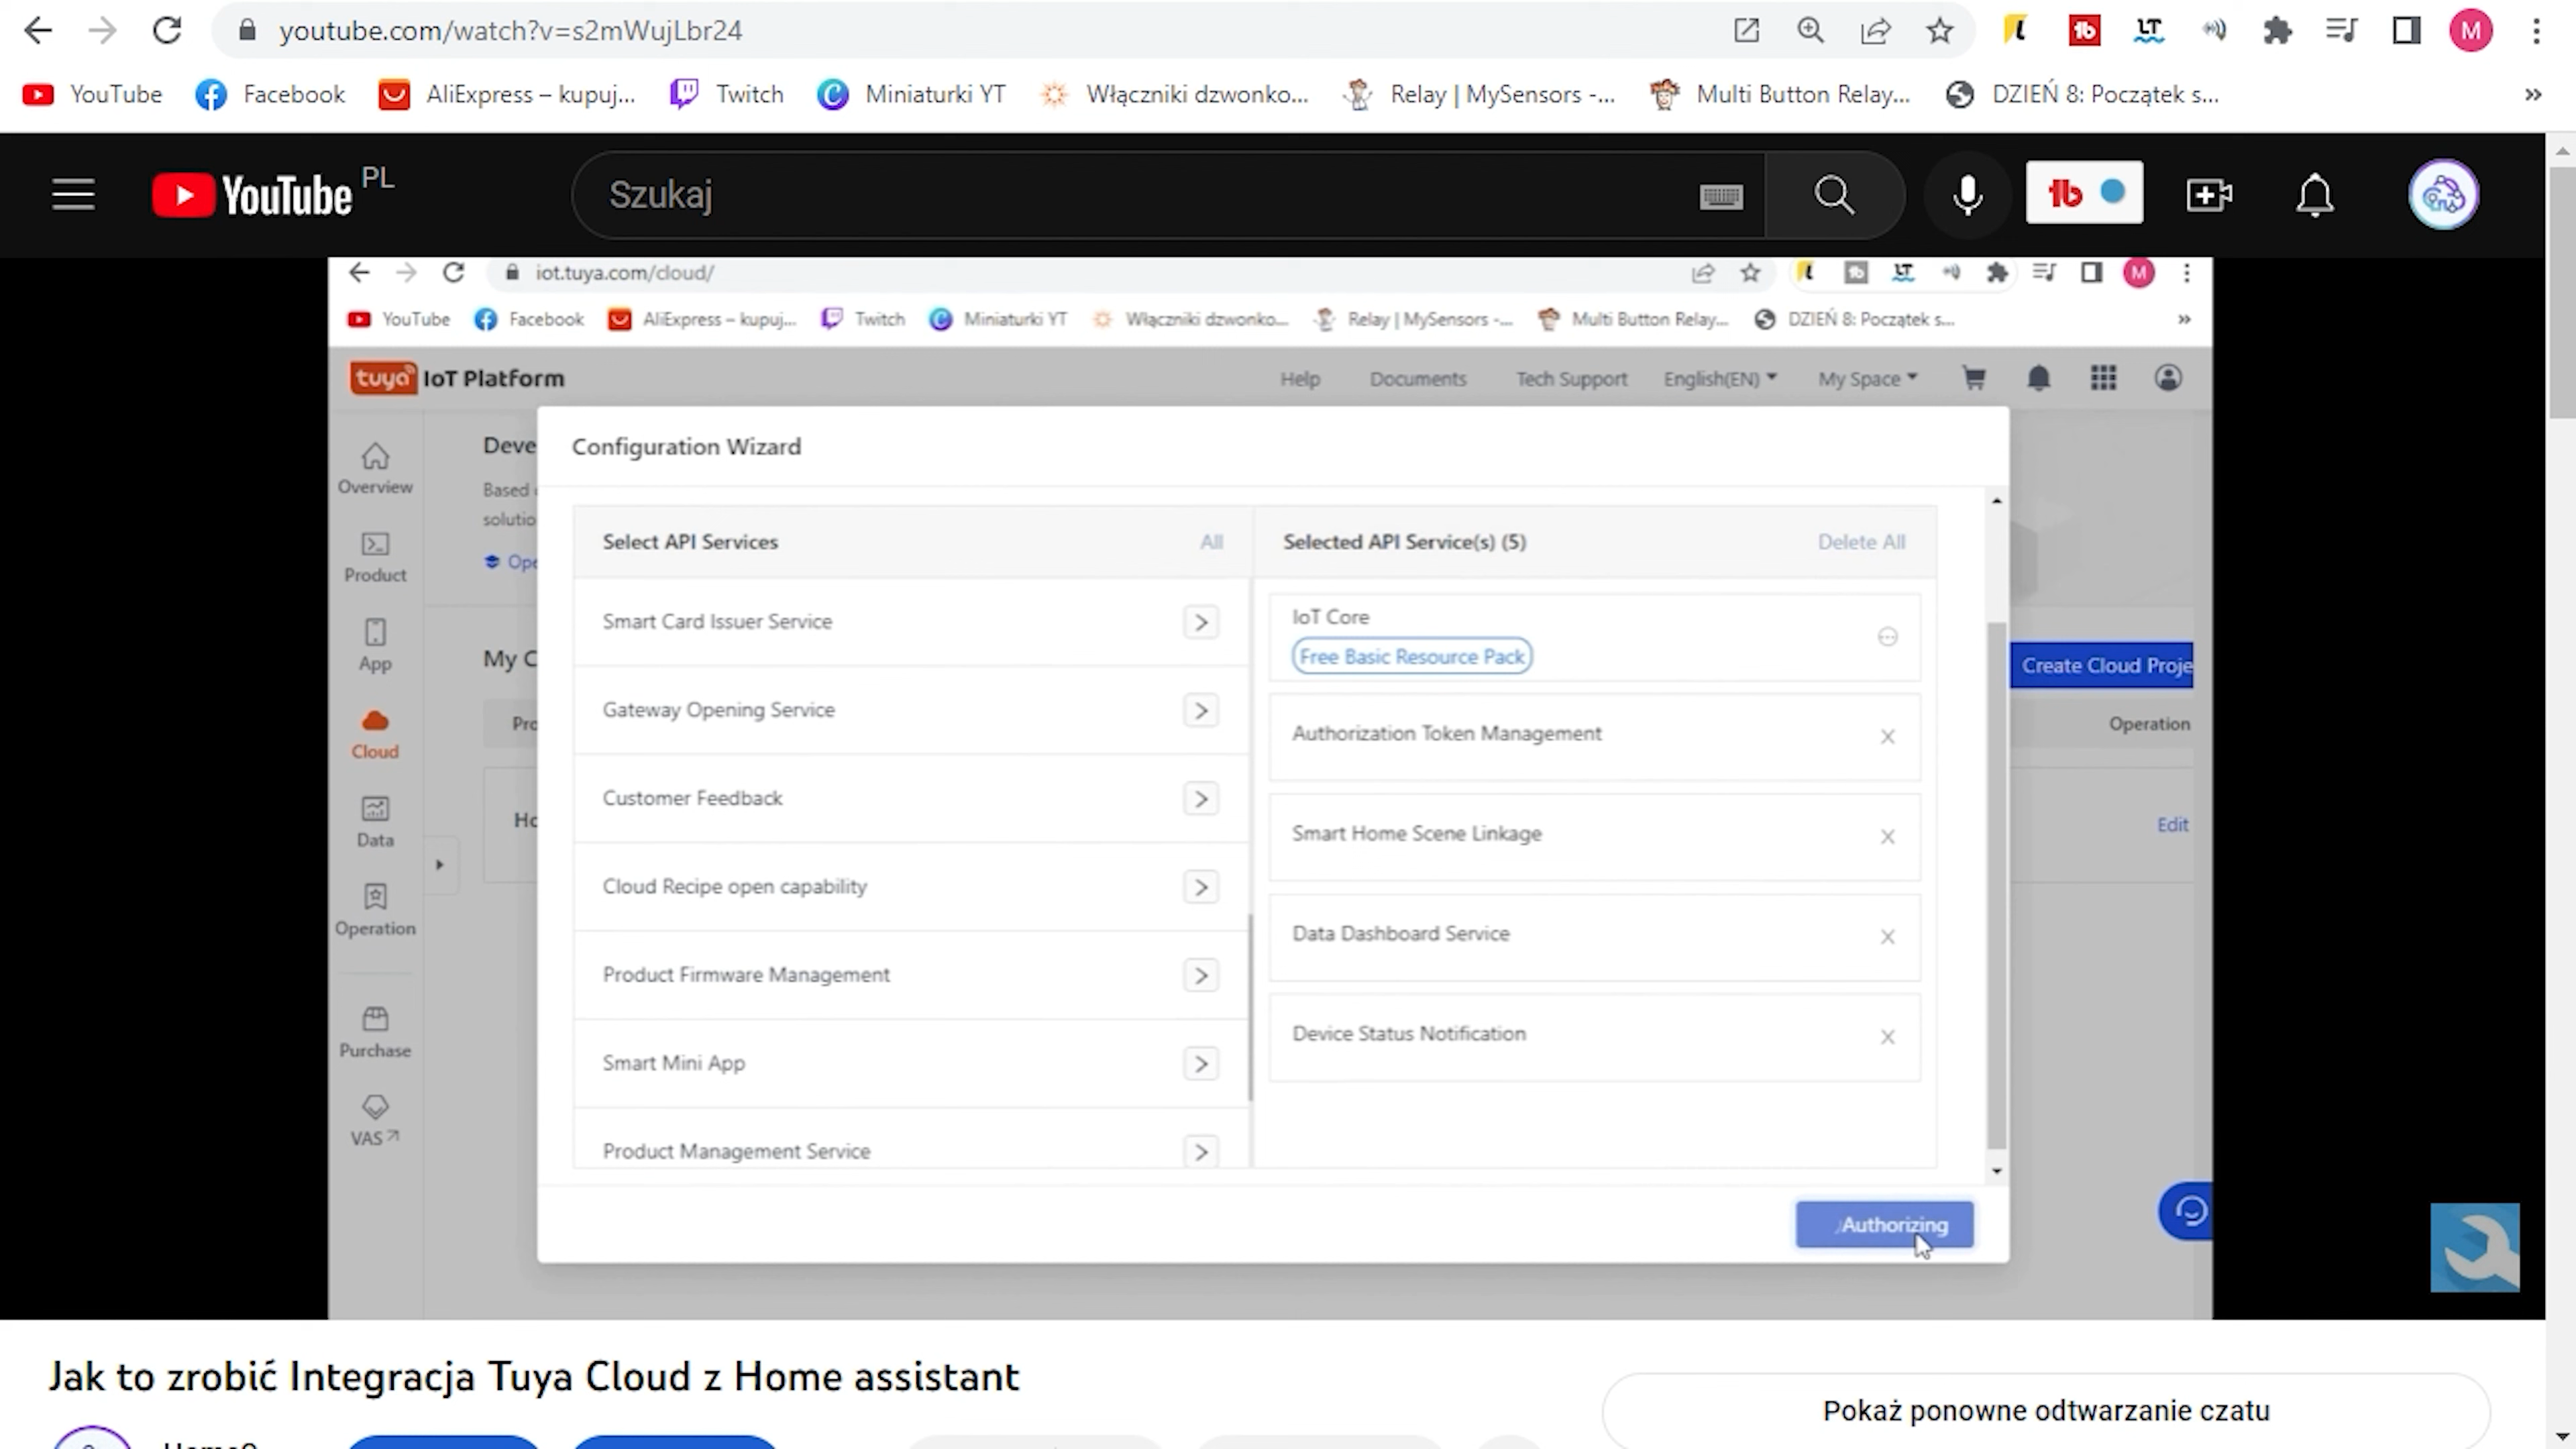 youtube.com/watch?v=s2mWujLbr24
YouTube Facebook AliExpress – kupuj... Twitch Miniaturki YT Włączniki dzwonko... Relay | MySensors -... Multi Button Relay... DZIEŃ 8: Początek s... »
YouTube PL Szukaj
iot.tuya.com/cloud/
YouTube Facebook AliExpress – kupuj... Twitch Miniaturki YT Włączniki dzwonko... Relay | MySensors -... Multi Button Relay... DZIEŃ 8: Początek s... »
tuya IoT Platform Help Documents Tech Support English(EN) My Space
Overview
Product
App
Cloud
Data
Operation
Purchase
VAS
Deve
Based
solutio
Ope
My C
Pro
Ho
Configuration Wizard
Select API Services All
Smart Card Issuer Service
Gateway Opening Service
Customer Feedback
Cloud Recipe open capability
Product Firmware Management
Smart Mini App
Product Management Service
Selected API Service(s) (5) Delete All
IoT Core
Free Basic Resource Pack
Authorization Token Management
Smart Home Scene Linkage
Data Dashboard Service
Device Status Notification
Authorizing
Create Cloud Proje
Operation
Edit
Jak to zrobić Integracja Tuya Cloud z Home assistant
Pokaż ponowne odtwarzanie czatu